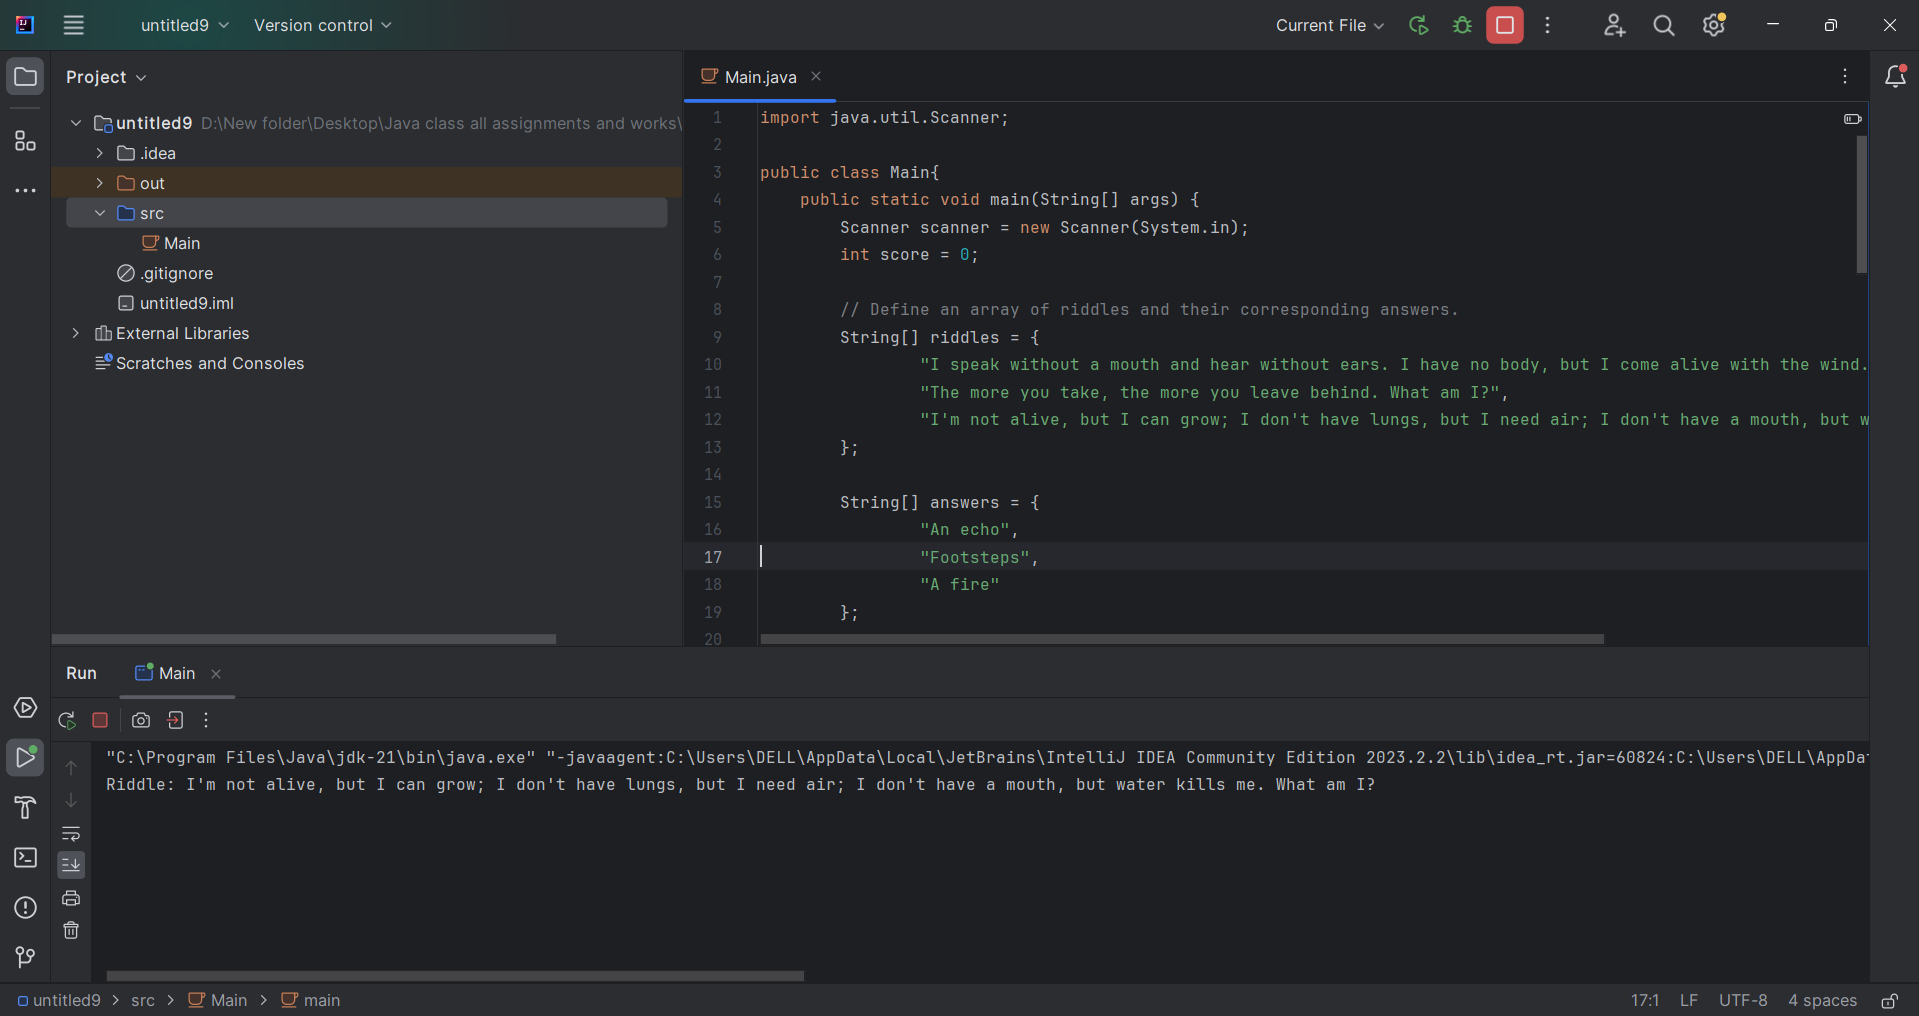 untitled9 Version control Current File
Project
Main.java
untitled9 D:\New folder\Desktop\Java class all assignments and works\
.idea
out
src
Main
.gitignore
untitled9.iml
External Libraries
Scratches and Consoles
1 import java.util.Scanner;
2
3 public class Main{
4 public static void main(String[] args) {
5 Scanner scanner = new Scanner(System.in);
6 int score = 0;
7
8 // Define an array of riddles and their corresponding answers.
9 String[] riddles = {
10 "I speak without a mouth and hear without ears. I have no body, but I come alive with the wind.
11 "The more you take, the more you leave behind. What am I?",
12 "I'm not alive, but I can grow; I don't have lungs, but I need air; I don't have a mouth, but w
13 };
14
15 String[] answers = {
16 "An echo",
17 "Footsteps",
18 "A fire"
19 };
20
Run Main
"C:\Program Files\Java\jdk-21\bin\java.exe" "-javaagent:C:\Users\DELL\AppData\Local\JetBrains\IntelliJ IDEA Community Edition 2023.2.2\lib\idea_rt.jar=60824:C:\Users\DELL\AppDa
Riddle: I'm not alive, but I can grow; I don't have lungs, but I need air; I don't have a mouth, but water kills me. What am I?
untitled9 > src > Main > main 17:1 LF UTF-8 4 spaces